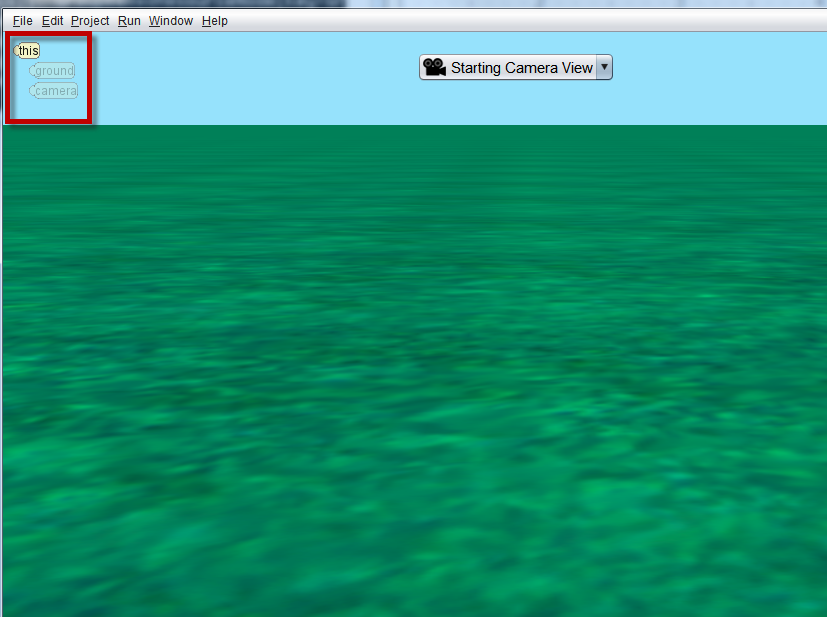 File Edit Project Run Window Help
this
ground
camera
Starting Camera View